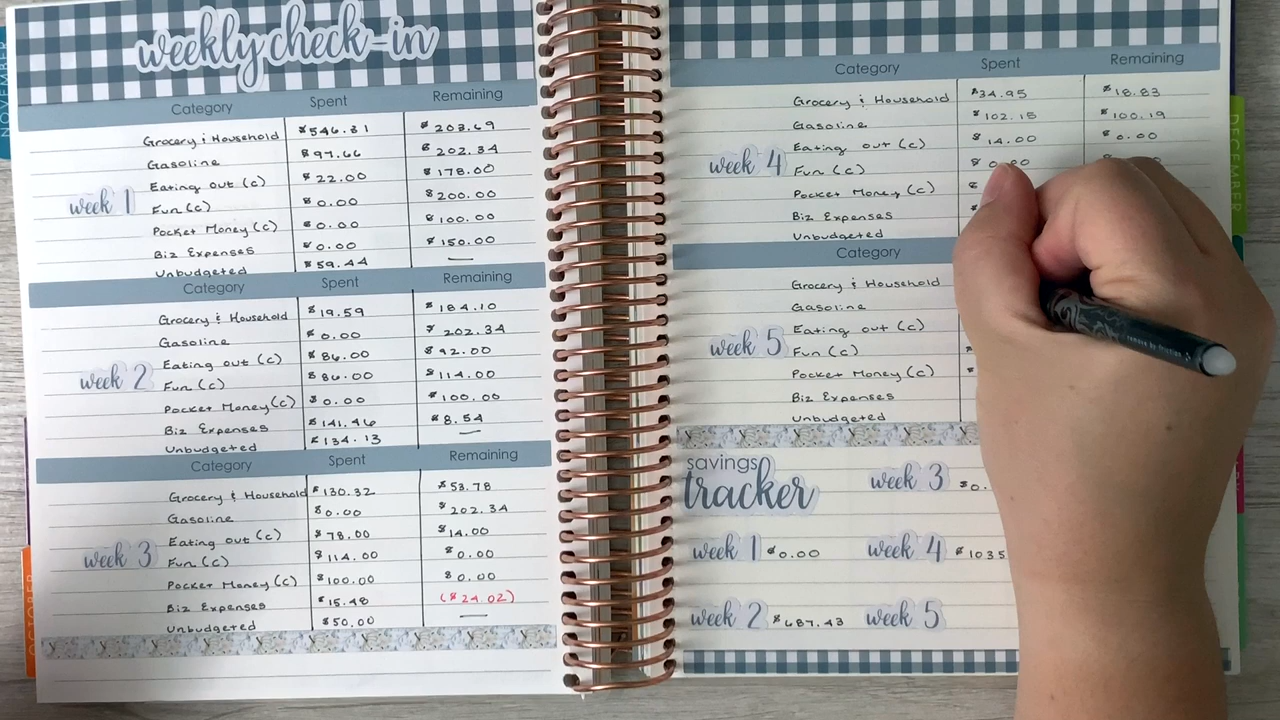 weekly check-in
Category Spent Remaining
Grocery & Household $546.31 $203.69
Gasoline $97.66 $202.34
Eating out (c) $22.00 $178.00
week 1 Fun (c) $0.00 $200.00
Pocket Money (c) $0.00 $100.00
Biz Expenses $0.00 $150.00
Unbudgeted $59.44 —
Category Spent Remaining
Grocery & Household $19.59 $184.10
Gasoline $0.00 $202.34
Eating out (c) $86.00 $92.00
week 2 Fun (c) $86.00 $114.00
Pocket Money (c) $0.00 $100.00
Biz Expenses $141.46 $8.54
Unbudgeted $134.13 —
Category Spent Remaining
Grocery & Household $130.32 $53.78
Gasoline $0.00 $202.34
Eating out (c) $78.00 $14.00
week 3 Fun (c) $114.00 $0.00
Pocket Money (c) $100.00 $0.00
Biz Expenses $15.48 ($24.02)
Unbudgeted $50.00 —
Category Spent Remaining
Grocery & Household $34.95 $18.83
Gasoline $102.15 $100.19
Eating out (c) $14.00 $0.00
week 4 Fun (c) $0.00
Pocket Money (c) $
Biz Expenses $
Unbudgeted
Category
Grocery & Household
Gasoline
Eating out (c)
week 5 Fun (c) $
Pocket Money (c) $
Biz Expenses
Unbudgeted
savings tracker
week 3 $0.
week 1 $0.00 week 4 $1035
week 2 $687.43 week 5
NOVEMBER
OCTOBER
DECEMBER